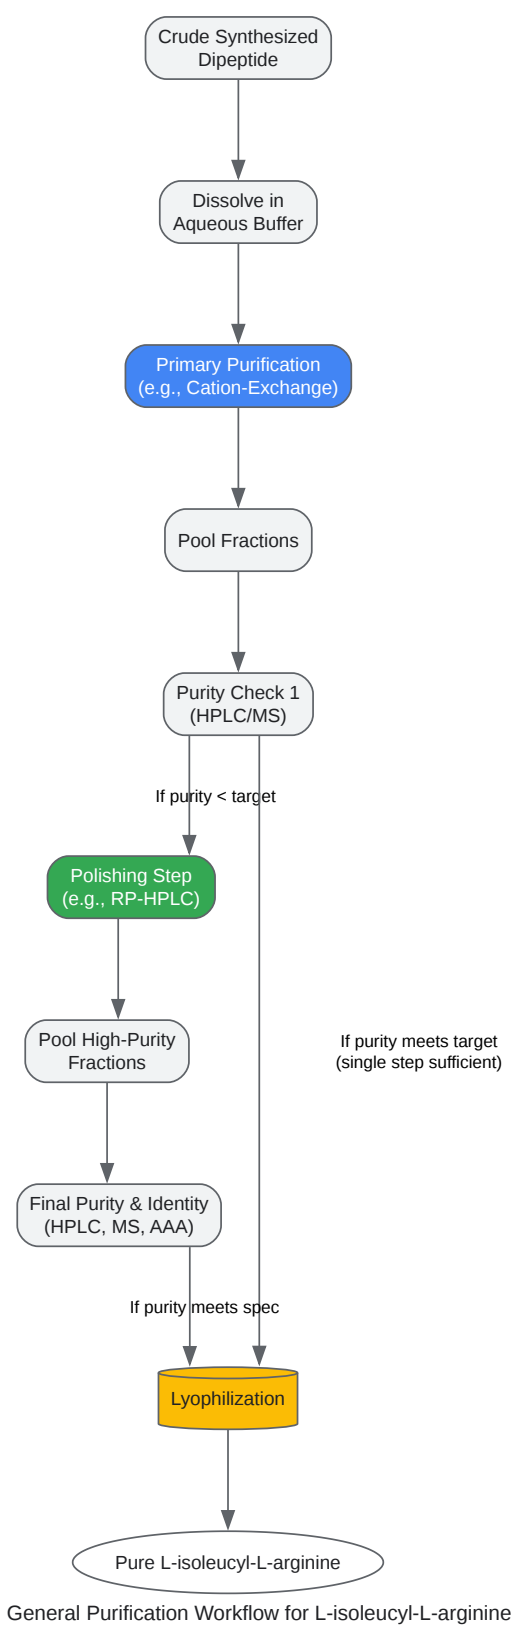 Crude Synthesized
Dipeptide
Dissolve in
Aqueous Buffer
Primary Purification
(e.g., Cation-Exchange)
Pool Fractions
Purity Check 1
(HPLC/MS)
If purity < target
Polishing Step
(e.g., RP-HPLC)
Pool High-Purity
Fractions
If purity meets target
(single step sufficient)
Final Purity & Identity
(HPLC, MS, AAA)
If purity meets spec
Lyophilization
Pure L-isoleucyl-L-arginine
General Purification Workflow for L-isoleucyl-L-arginine